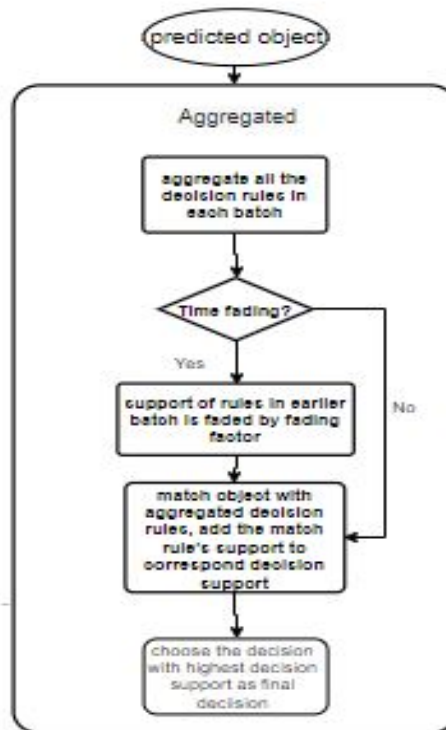 predicted object
Aggregated
aggregate all the
decision rules in
each batch
Time fading?
Yes
No
support of rules in earlier
batch is faded by fading
factor
match object with
aggregated decision
rules, add the match
rule's support to
correspond decision
support
choose the decision
with highest decision
support as final
decision